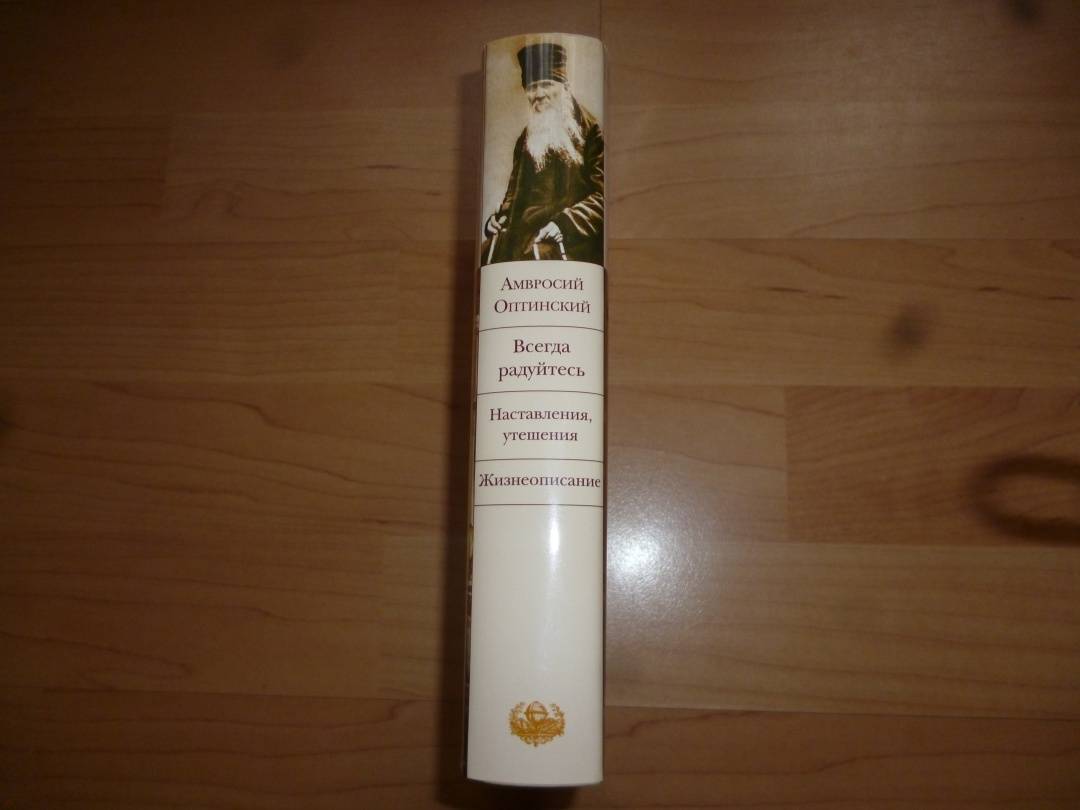 Амвросий
Оптинский
Всегда
радуйтесь
Наставления,
утешения
Жизнеописание